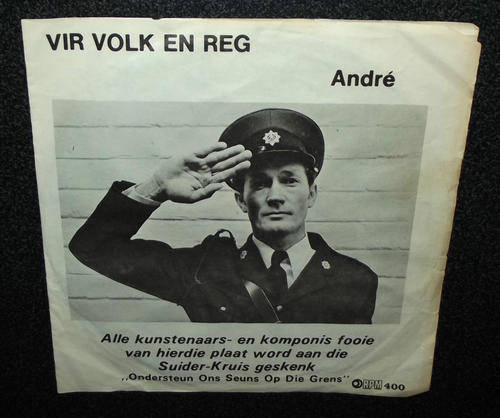 VIR VOLK EN REG
André
Alle kunstenaars- en komponis fooie
van hierdie plaat word aan die
Suider-Kruis geskenk
,,Ondersteun Ons Seuns Op Die Grens"
RPM 400